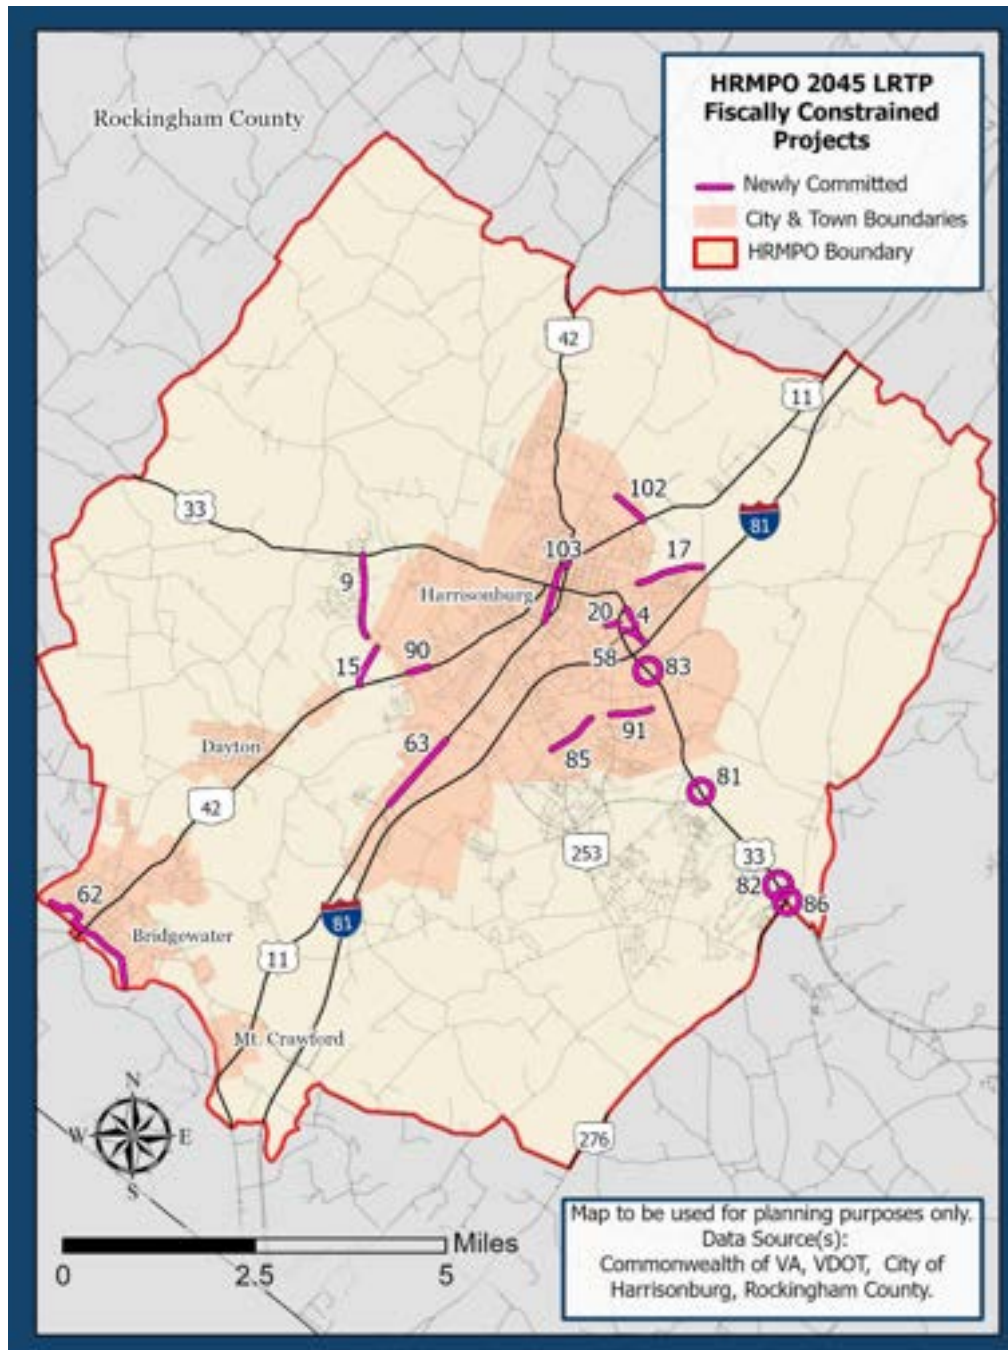 HRMPO 2045 LRTP
Fiscally Constrained
Projects
Newly Committed
City & Town Boundaries
HRMPO Boundary
Rockingham County
42
11
33
102
81
103
17
9
Harrisonburg
20
4
15
90
58
83
63
91
85
Dayton
81
42
253
33
82
86
62
81
Bridgewater
11
Mt. Crawford
N
W
E
S
276
Miles
0
2.5
5
Map to be used for planning purposes only.
Data Source(s):
Commonwealth of VA, VDOT, City of
Harrisonburg, Rockingham County.